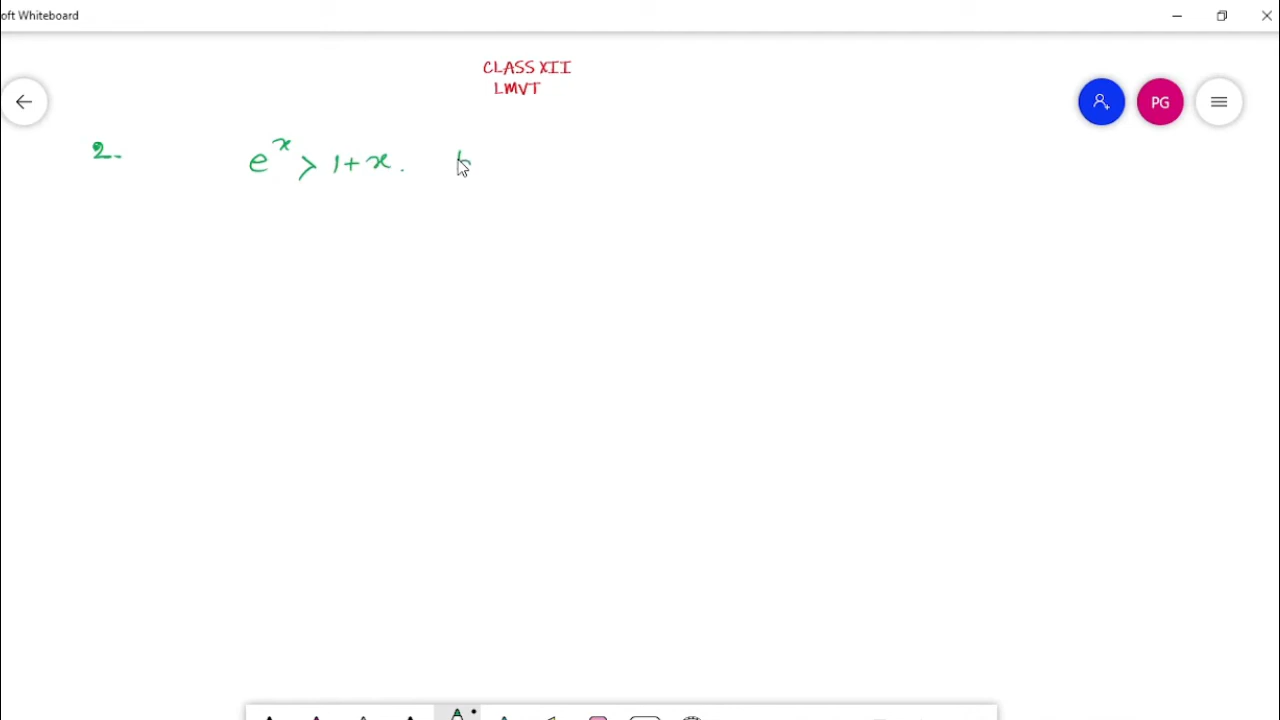 oft Whiteboard
CLASS XII
LMVT
PG
2.
e^x > 1+x.